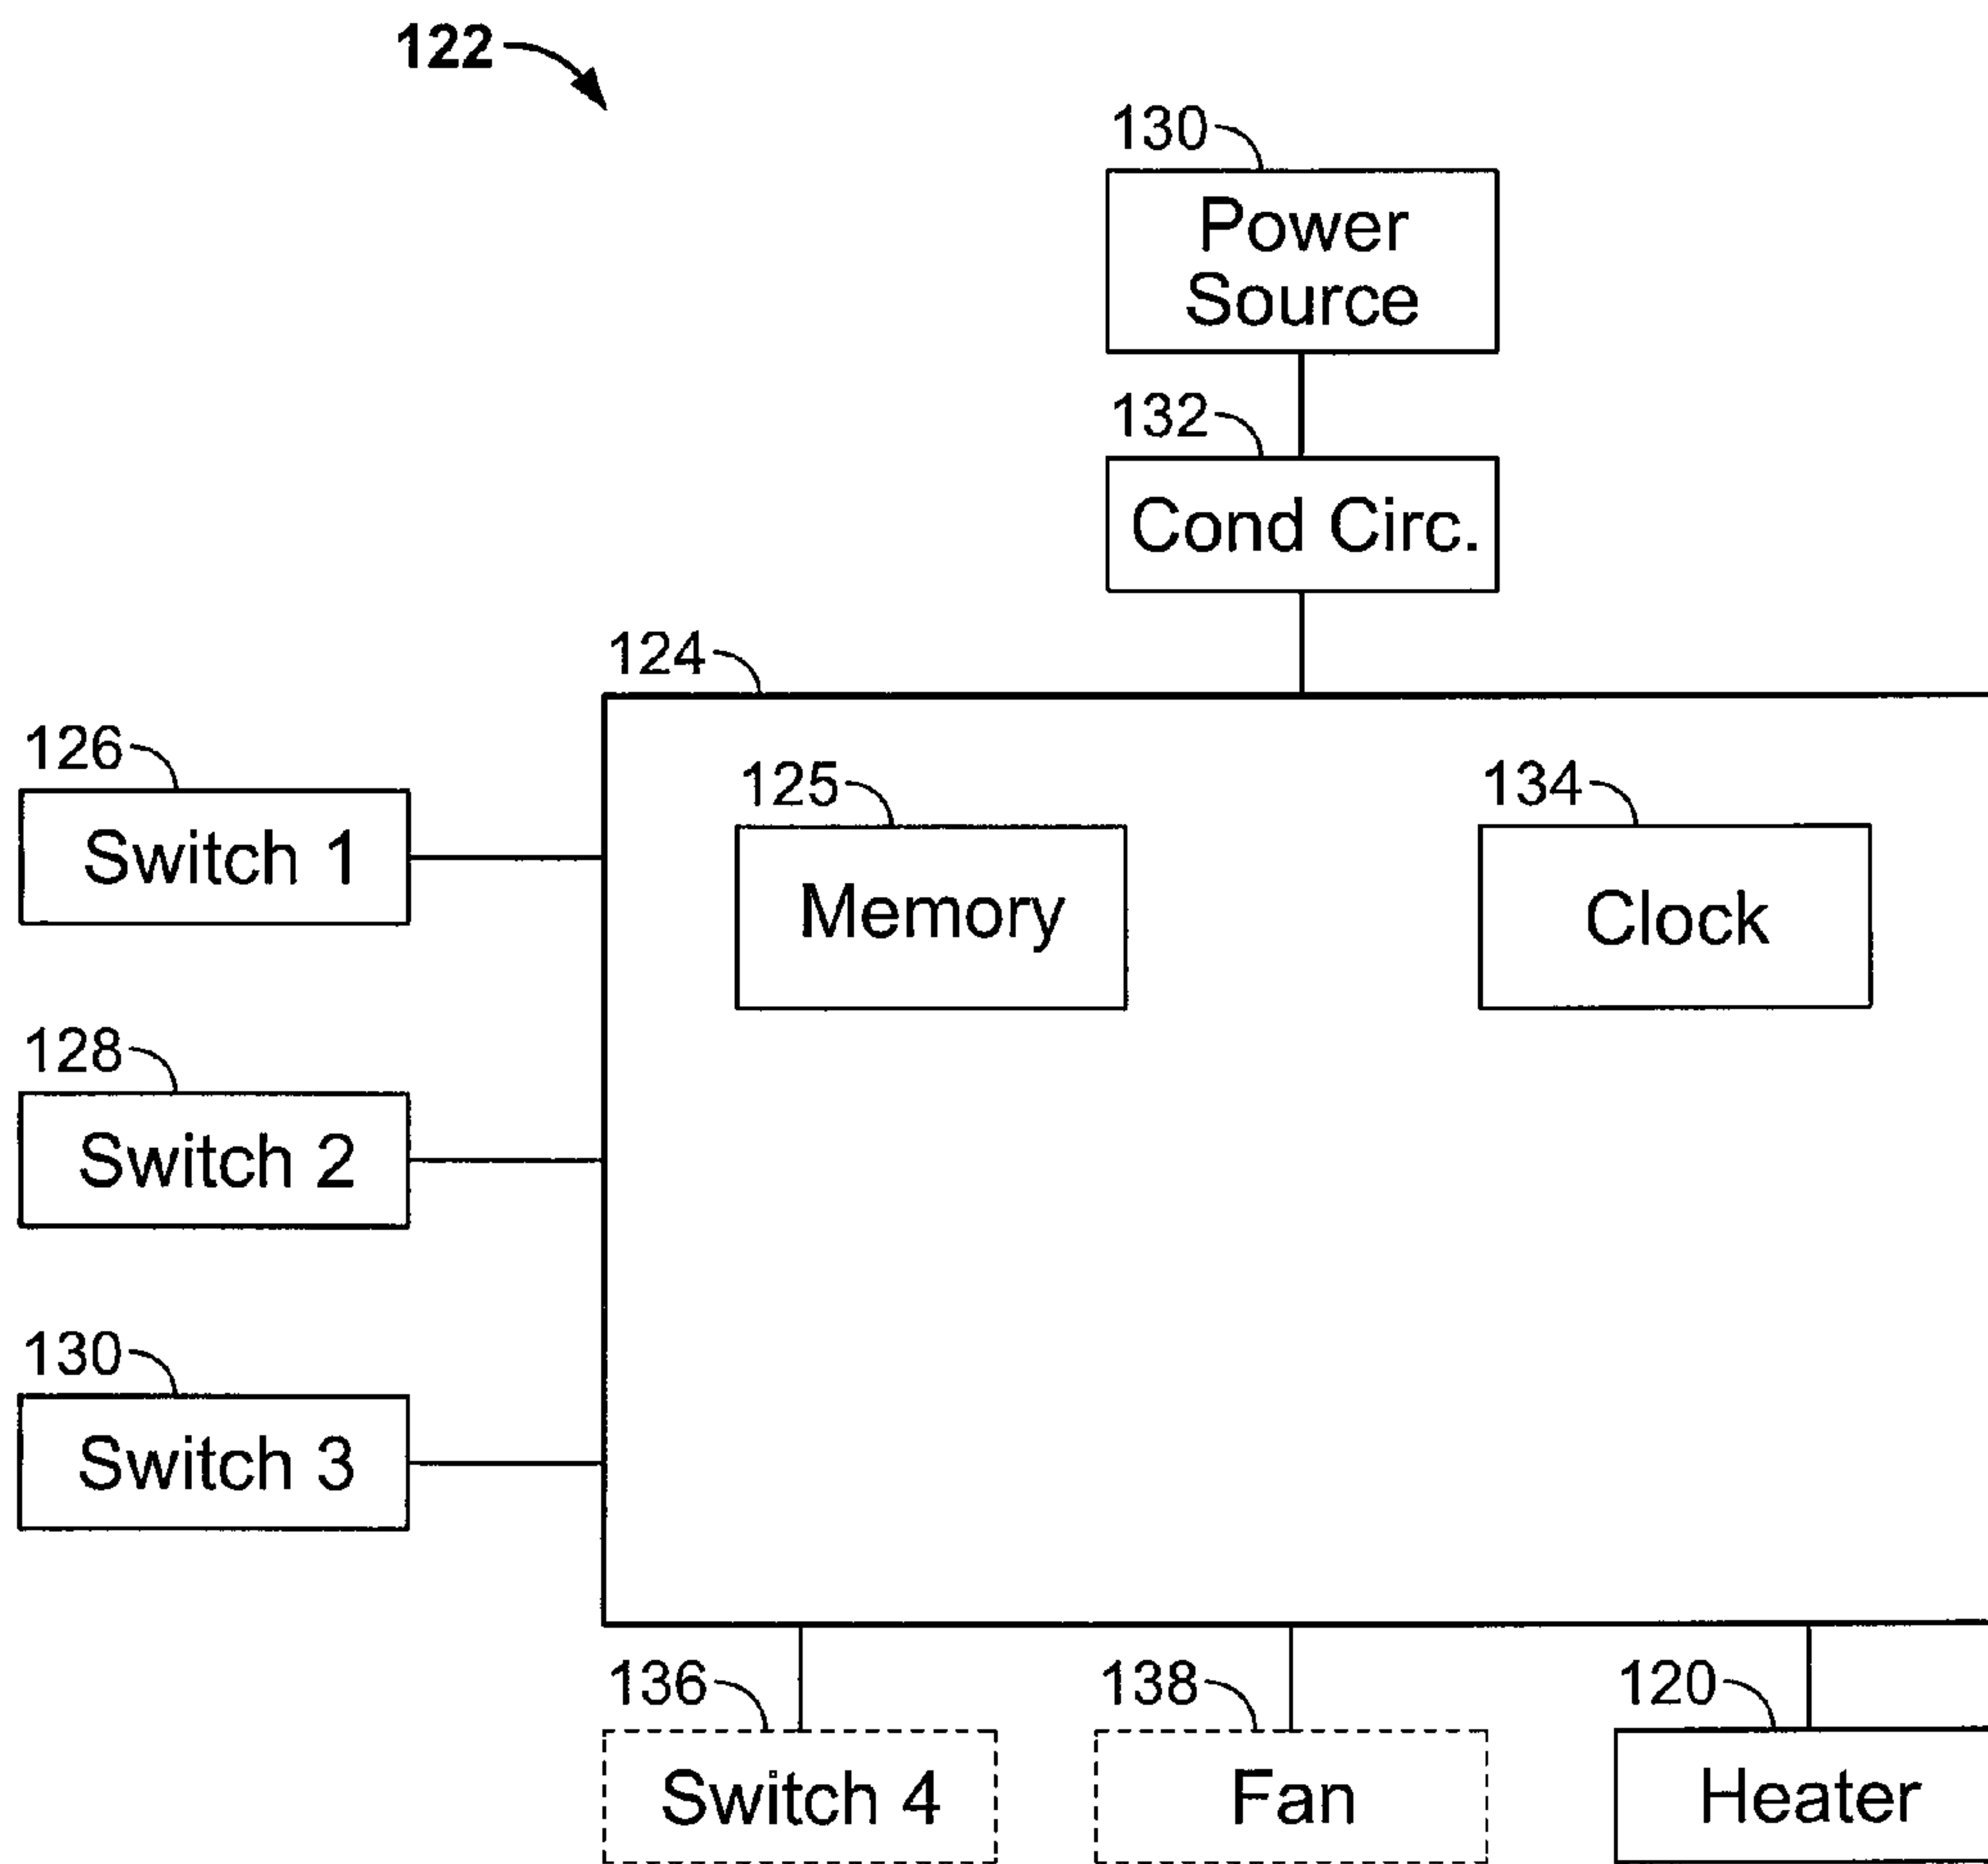 122
130
Power
Source
132
Cond Circ.
124
126
Switch 1
125
Memory
134
Clock
128
Switch 2
130
Switch 3
136
Switch 4
138
Fan
120
Heater